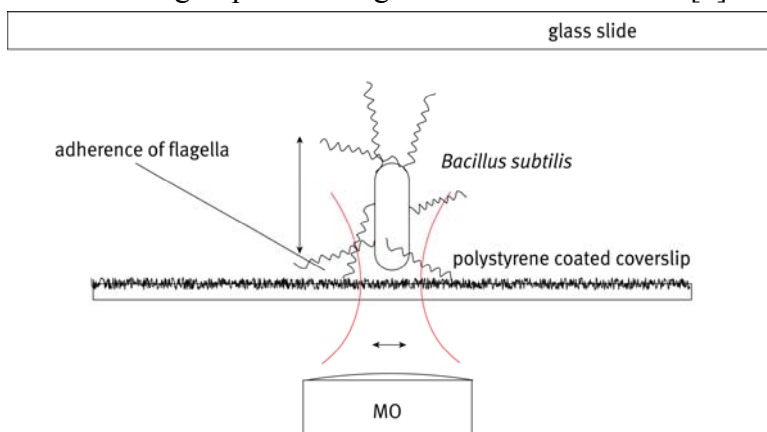 glass slide
adherence of flagella
Bacillus subtilis
polystyrene coated coverslip
MO